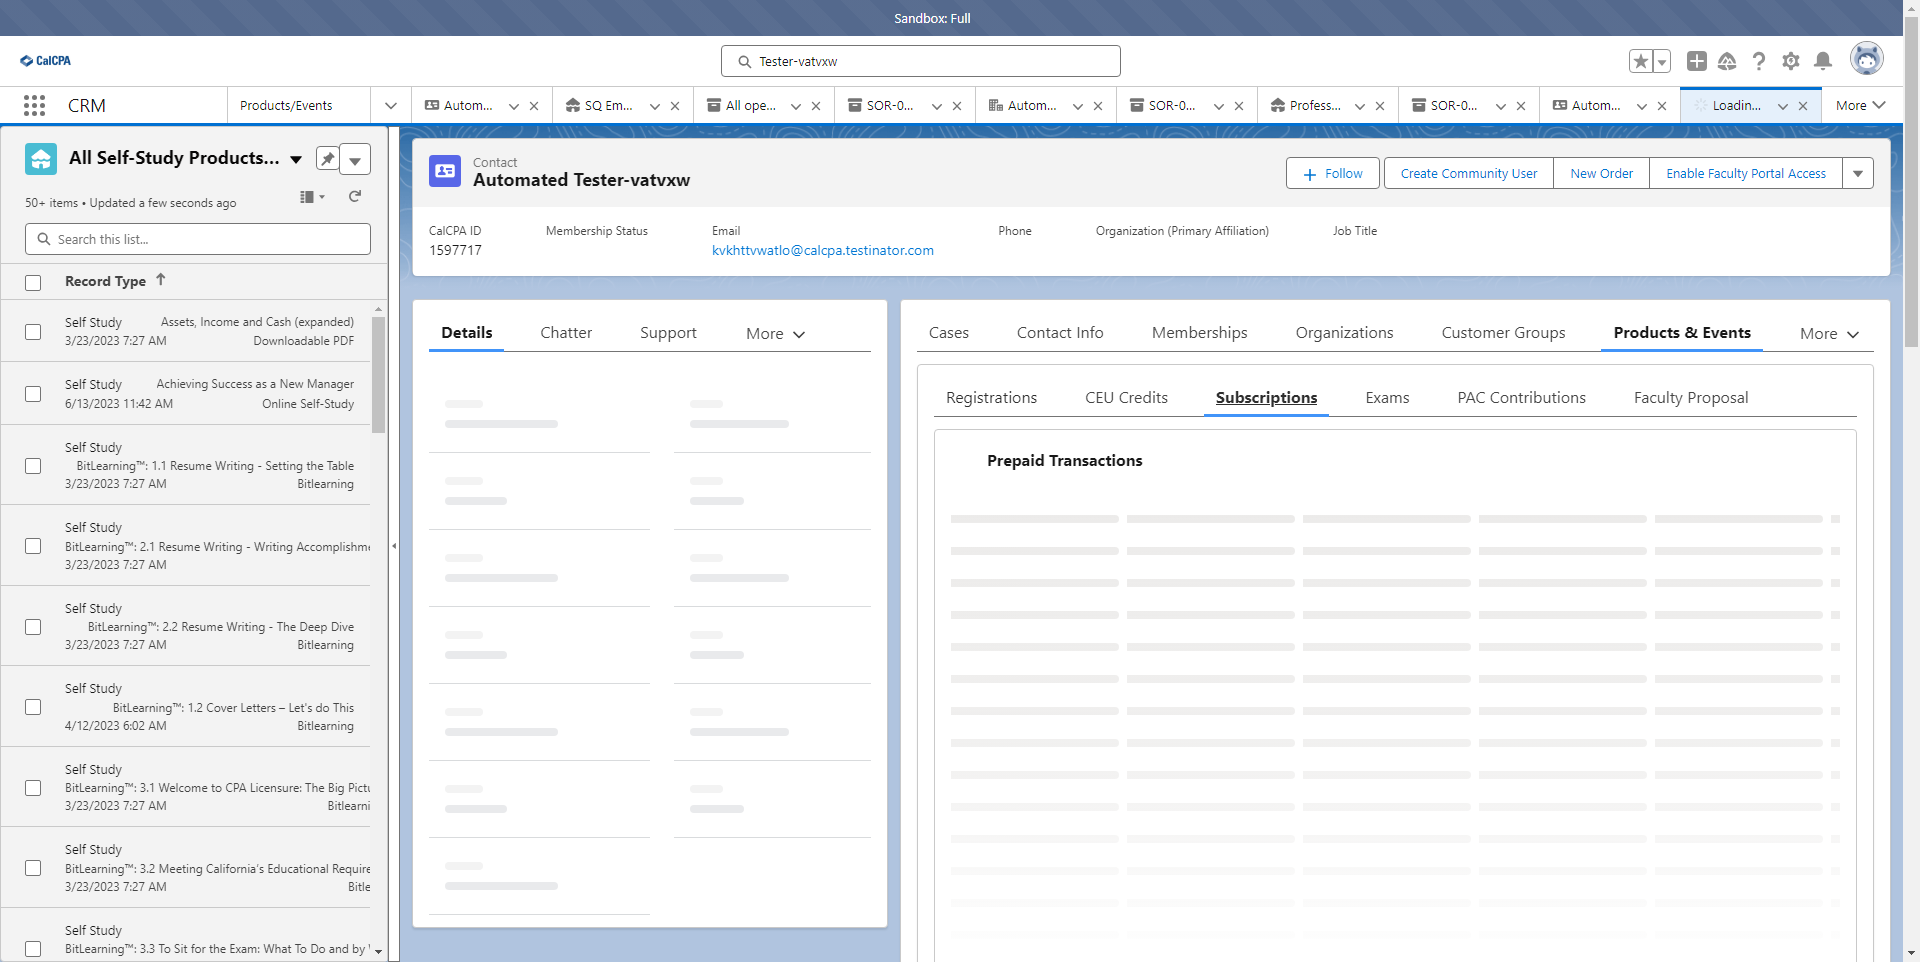 Sandbox: Full
CalCPA
Tester-vatvxw
CRM
Products/Events
Autom...
SQ Em...
All ope...
SOR-0...
Autom...
SOR-0...
Profess...
SOR-0...
Autom...
Loadin...
More
All Self-Study Products...
50+ items • Updated a few seconds ago
Search this list...
Record Type
Self Study
Assets, Income and Cash (expanded)
3/23/2023 7:27 AM
Downloadable PDF
Self Study
Achieving Success as a New Manager
6/13/2023 11:42 AM
Online Self-Study
Self Study
BitLearning™: 1.1 Resume Writing - Setting the Table
3/23/2023 7:27 AM
Bitlearning
Self Study
BitLearning™: 2.1 Resume Writing - Writing Accomplishme
3/23/2023 7:27 AM
Self Study
BitLearning™: 2.2 Resume Writing - The Deep Dive
3/23/2023 7:27 AM
Bitlearning
Self Study
BitLearning™: 1.2 Cover Letters – Let's do This
4/12/2023 6:02 AM
Bitlearning
Self Study
BitLearning™: 3.1 Welcome to CPA Licensure: The Big Pictu
3/23/2023 7:27 AM
Bitlearni
Self Study
BitLearning™: 3.2 Meeting California's Educational Require
3/23/2023 7:27 AM
Bitle
Self Study
BitLearning™: 3.3 To Sit for the Exam: What To Do and by
Contact
Automated Tester-vatvxw
Follow
Create Community User
New Order
Enable Faculty Portal Access
CalCPA ID
1597717
Membership Status
Email
kvkhttvwatlo@calcpa.testinator.com
Phone
Organization (Primary Affiliation)
Job Title
Details
Chatter
Support
More
Cases
Contact Info
Memberships
Organizations
Customer Groups
Products & Events
More
Registrations
CEU Credits
Subscriptions
Exams
PAC Contributions
Faculty Proposal
Prepaid Transactions